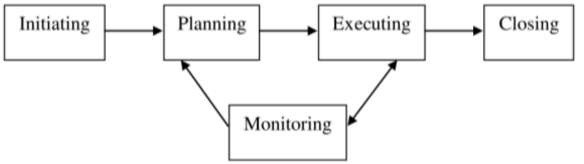 Initiating
Planning
Executing
Closing
Monitoring